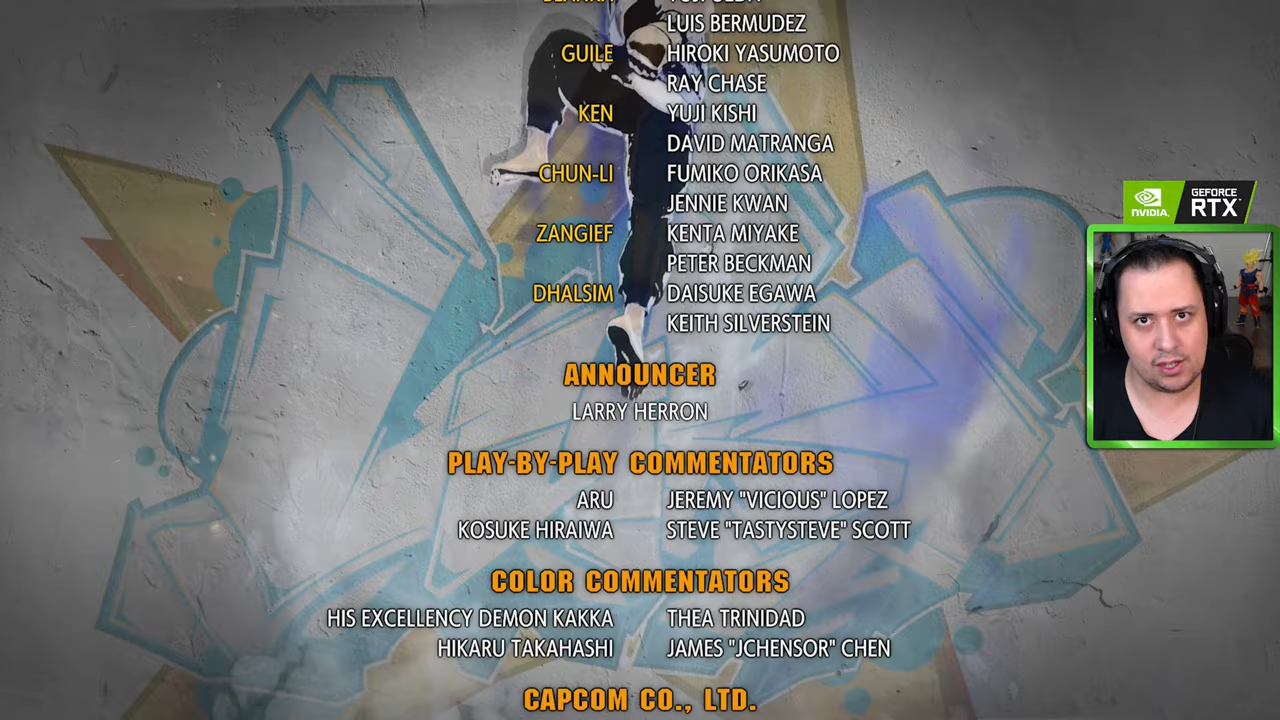 LUIS BERMUDEZ
GUILE HIROKI YASUMOTO
RAY CHASE
KEN YUJI KISHI
DAVID MATRANGA
CHUN-LI FUMIKO ORIKASA
JENNIE KWAN
ZANGIEF KENTA MIYAKE
PETER BECKMAN
DHALSIM DAISUKE EGAWA
KEITH SILVERSTEIN
ANNOUNCER
LARRY HERRON
PLAY-BY-PLAY COMMENTATORS
ARU JEREMY "VICIOUS" LOPEZ
KOSUKE HIRAIWA STEVE "TASTYSTEVE" SCOTT
COLOR COMMENTATORS
HIS EXCELLENCY DEMON KAKKA THEA TRINIDAD
HIKARU TAKAHASHI JAMES "JCHENSOR" CHEN
CAPCOM CO., LTD.
NVIDIA.
GEFORCE
RTX